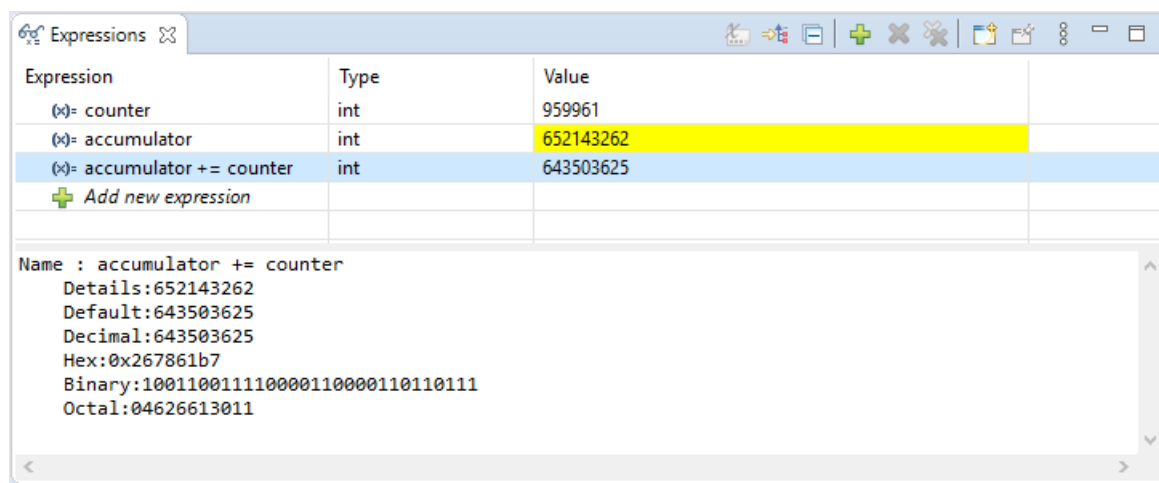 Expressions
Expression Type Value
(x)= counter int 959961
(x)= accumulator int 652143262
(x)= accumulator += counter int 643503625
Add new expression
Name : accumulator += counter
Details:652143262
Default:643503625
Decimal:643503625
Hex:0x267861b7
Binary:100110011110000110000110110111
Octal:04626613011